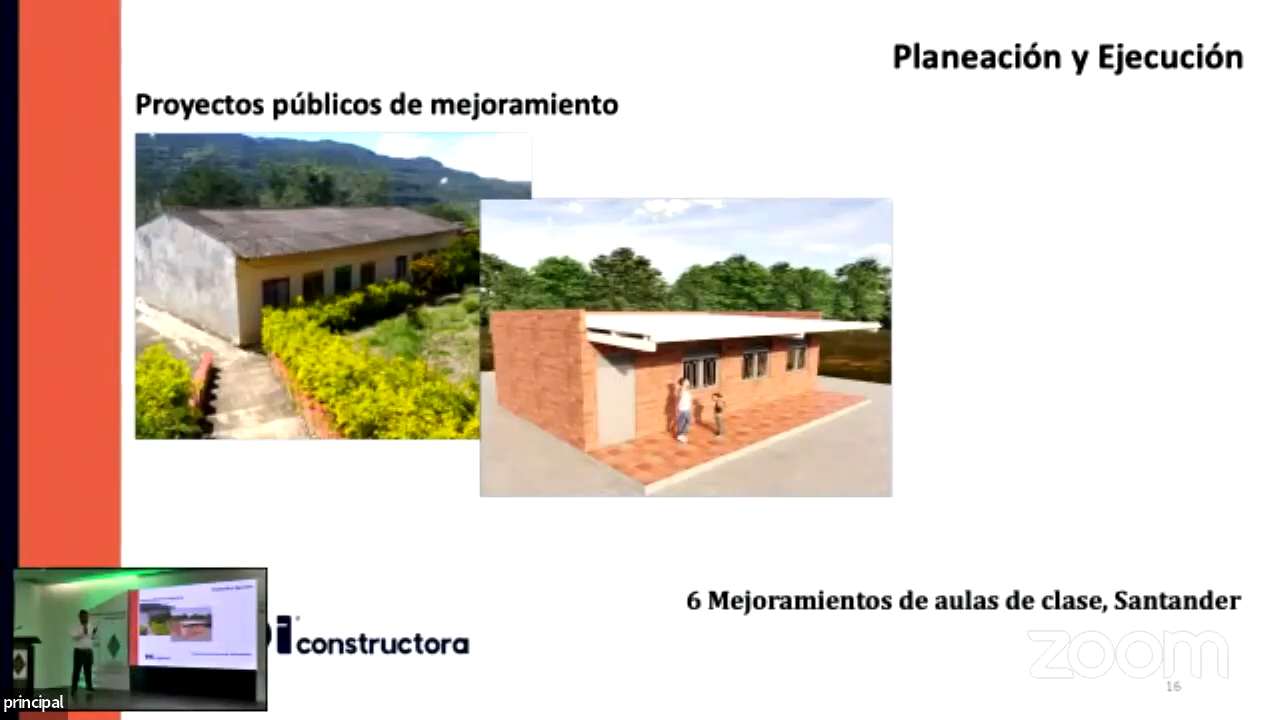 Planeación y Ejecución
Proyectos públicos de mejoramiento
6 Mejoramientos de aulas de clase, Santander
constructora
zoom
16
principal